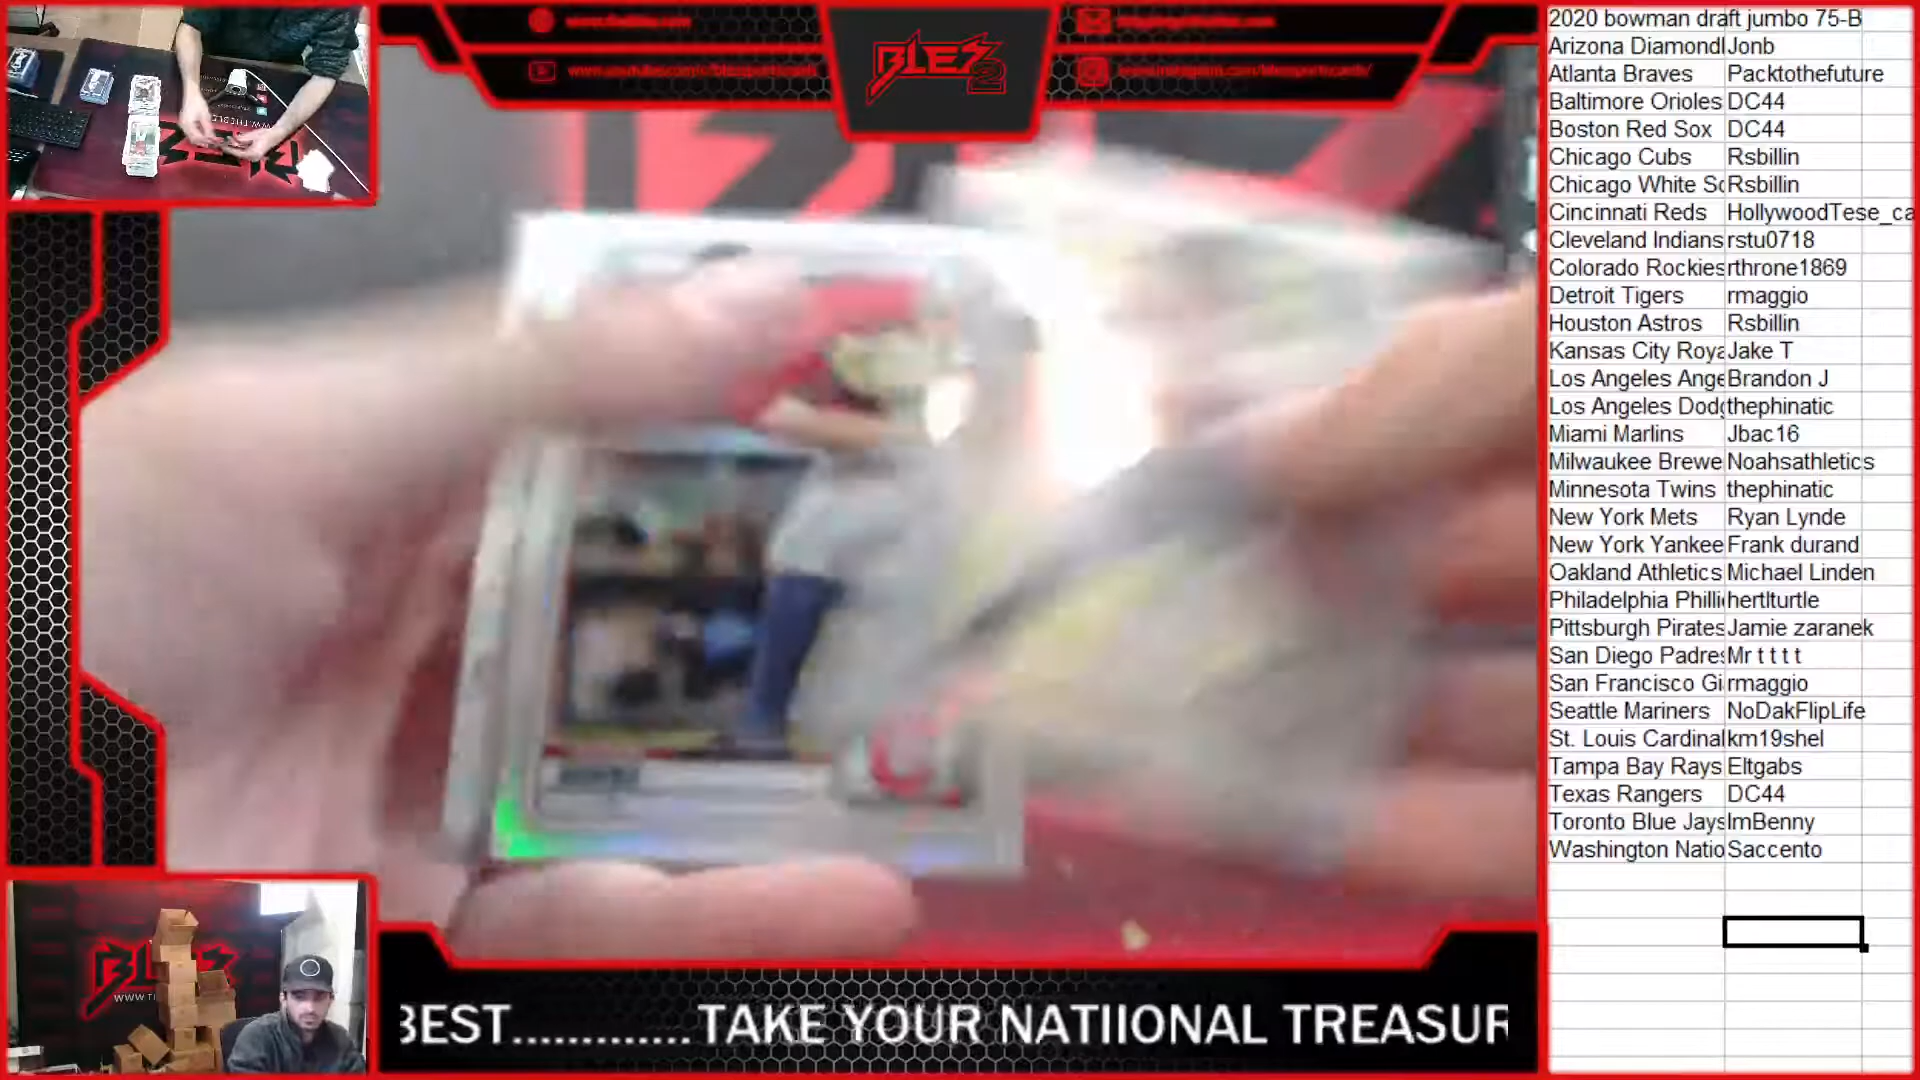 BLEZ
2
BEST.............TAKE YOUR NATIIONAL TREASUR
2020 bowman draft jumbo 75-B
Arizona Diamond Jonb
Atlanta Braves Packtothefuture
Baltimore Orioles DC44
Boston Red Sox DC44
Chicago Cubs Rsbillin
Chicago White So Rsbillin
Cincinnati Reds HollywoodTese_ca
Cleveland Indians rstu0718
Colorado Rockies rthrone1869
Detroit Tigers rmaggio
Houston Astros Rsbillin
Kansas City Roya Jake T
Los Angeles Ange Brandon J
Los Angeles Dodg thephinatic
Miami Marlins Jbac16
Milwaukee Brewe Noahsathletics
Minnesota Twins thephinatic
New York Mets Ryan Lynde
New York Yankee Frank durand
Oakland Athletics Michael Linden
Philadelphia Philli hertlturtle
Pittsburgh Pirates Jamie zaranek
San Diego Padres Mr t t t t
San Francisco Gi rmaggio
Seattle Mariners NoDakFlipLife
St. Louis Cardinal km19shel
Tampa Bay Rays Eltgabs
Texas Rangers DC44
Toronto Blue Jays ImBenny
Washington Natio Saccento